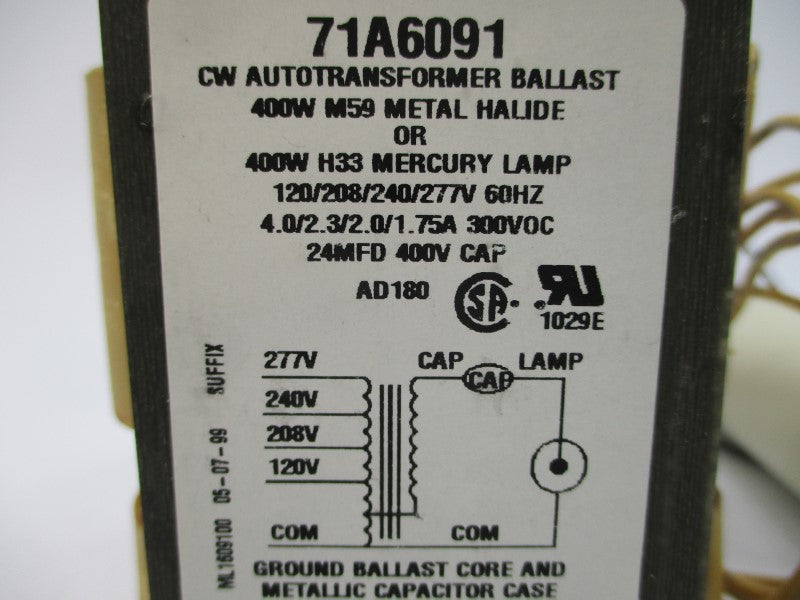 71A6091
CW AUTOTRANSFORMER BALLAST
400W M59 METAL HALIDE
OR
400W H33 MERCURY LAMP
120/208/240/277V 60HZ
4.0/2.3/2.0/1.75A 300VOC
24MFD 400V CAP
AD180
SA
RU
1029E
277V
240V
208V
120V
COM
CAP
CAP
LAMP
COM
ML1609100 05-07-99 SUFFIX
GROUND BALLAST CORE AND
METALLIC CAPACITOR CASE